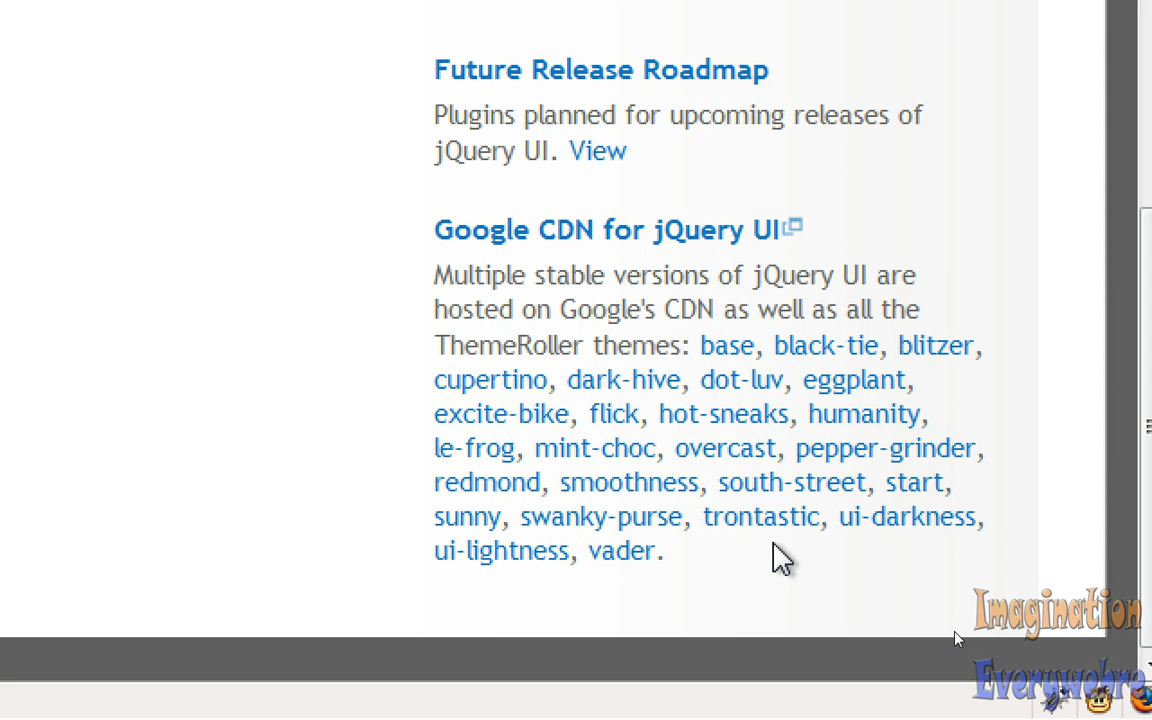 Future Release Roadmap
Plugins planned for upcoming releases of
jQuery UI. View
Google CDN for jQuery UI
Multiple stable versions of jQuery UI are
hosted on Google's CDN as well as all the
ThemeRoller themes: base, black-tie, blitzer,
cupertino, dark-hive, dot-luv, eggplant,
excite-bike, flick, hot-sneaks, humanity,
le-frog, mint-choc, overcast, pepper-grinder,
redmond, smoothness, south-street, start,
sunny, swanky-purse, trontastic, ui-darkness,
ui-lightness, vader.
Imagination
Everywehre